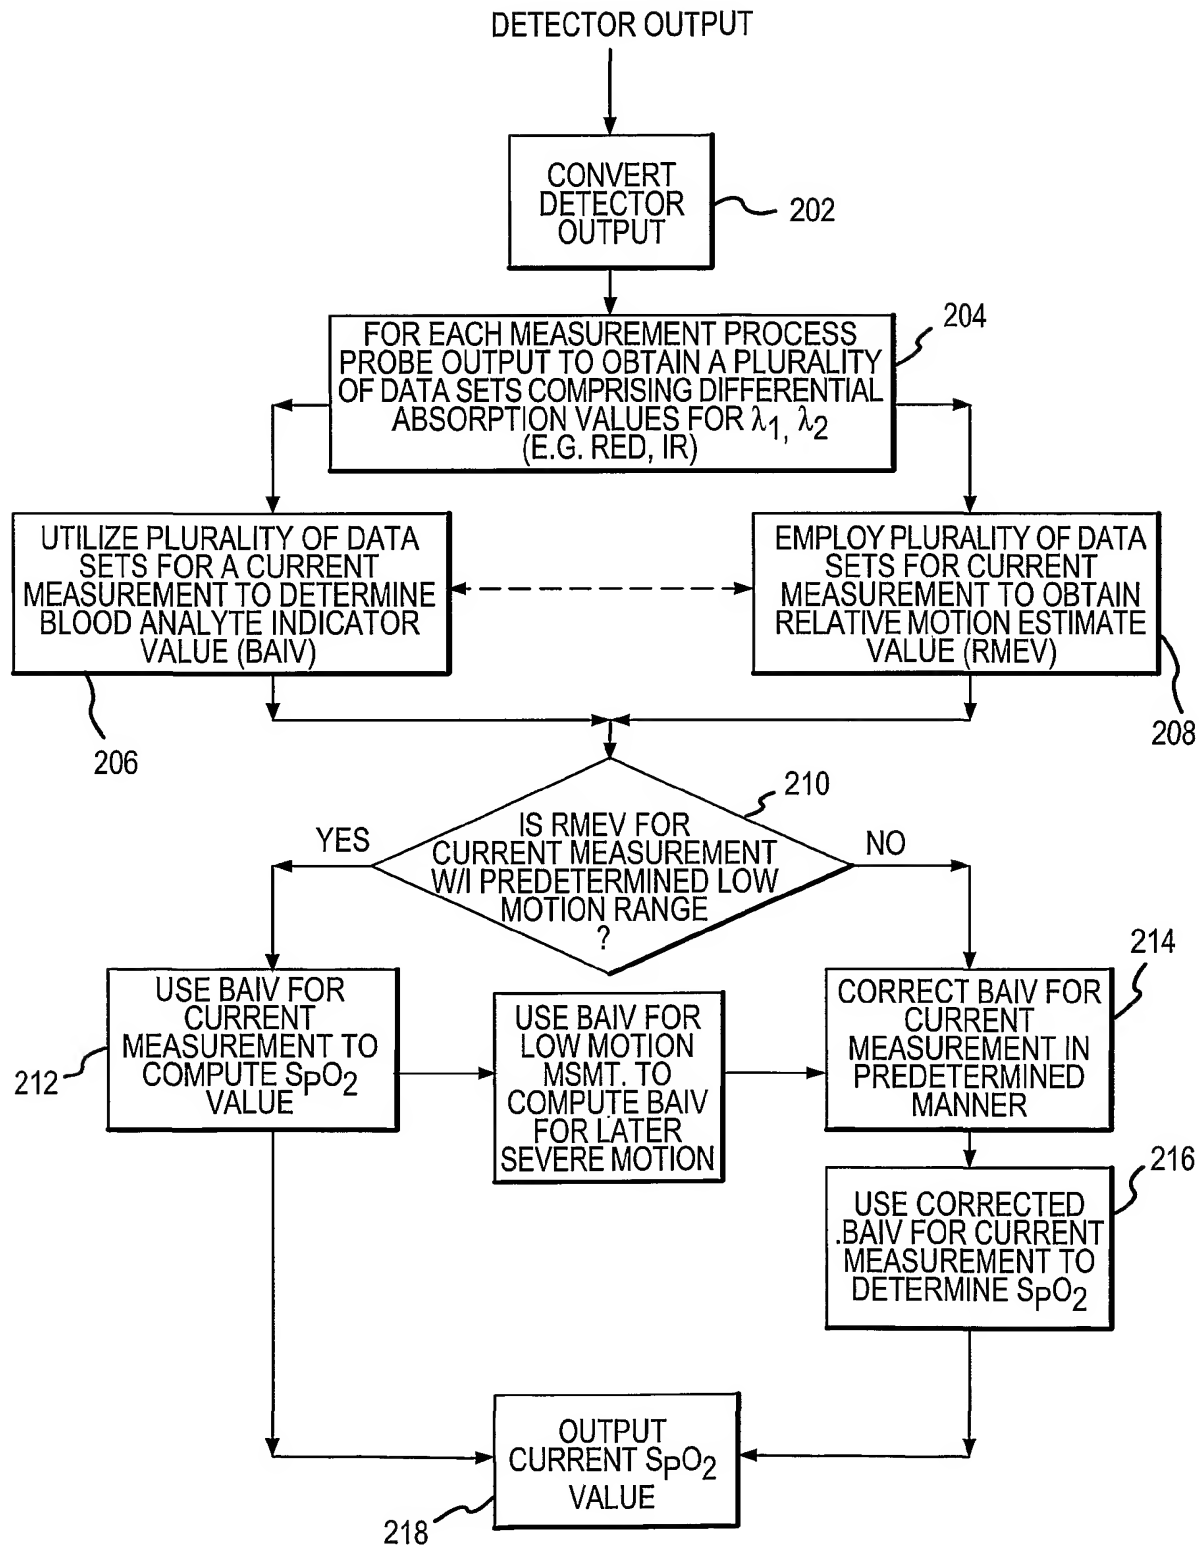 DETECTOR OUTPUT
CONVERT
DETECTOR
OUTPUT
202
FOR EACH MEASUREMENT PROCESS
PROBE OUTPUT TO OBTAIN A PLURALITY
OF DATA SETS COMPRISING DIFFERENTIAL
ABSORPTION VALUES FOR λ1, λ2
(E.G. RED, IR)
204
UTILIZE PLURALITY OF DATA
SETS FOR A CURRENT
MEASUREMENT TO DETERMINE
BLOOD ANALYTE INDICATOR
VALUE (BAIV)
206
EMPLOY PLURALITY OF DATA
SETS FOR CURRENT
MEASUREMENT TO OBTAIN
RELATIVE MOTION ESTIMATE
VALUE (RMEV)
208
210
IS RMEV FOR
CURRENT MEASUREMENT
W/I PREDETERMINED LOW
MOTION RANGE
?
YES
NO
USE BAIV FOR
CURRENT
MEASUREMENT TO
COMPUTE SPO2
VALUE
212
USE BAIV FOR
LOW MOTION
MSMT. TO
COMPUTE BAIV
FOR LATER
SEVERE MOTION
CORRECT BAIV FOR
CURRENT
MEASUREMENT IN
PREDETERMINED
MANNER
214
USE CORRECTED
.BAIV FOR CURRENT
MEASUREMENT TO
DETERMINE SPO2
216
OUTPUT
CURRENT SPO2
VALUE
218